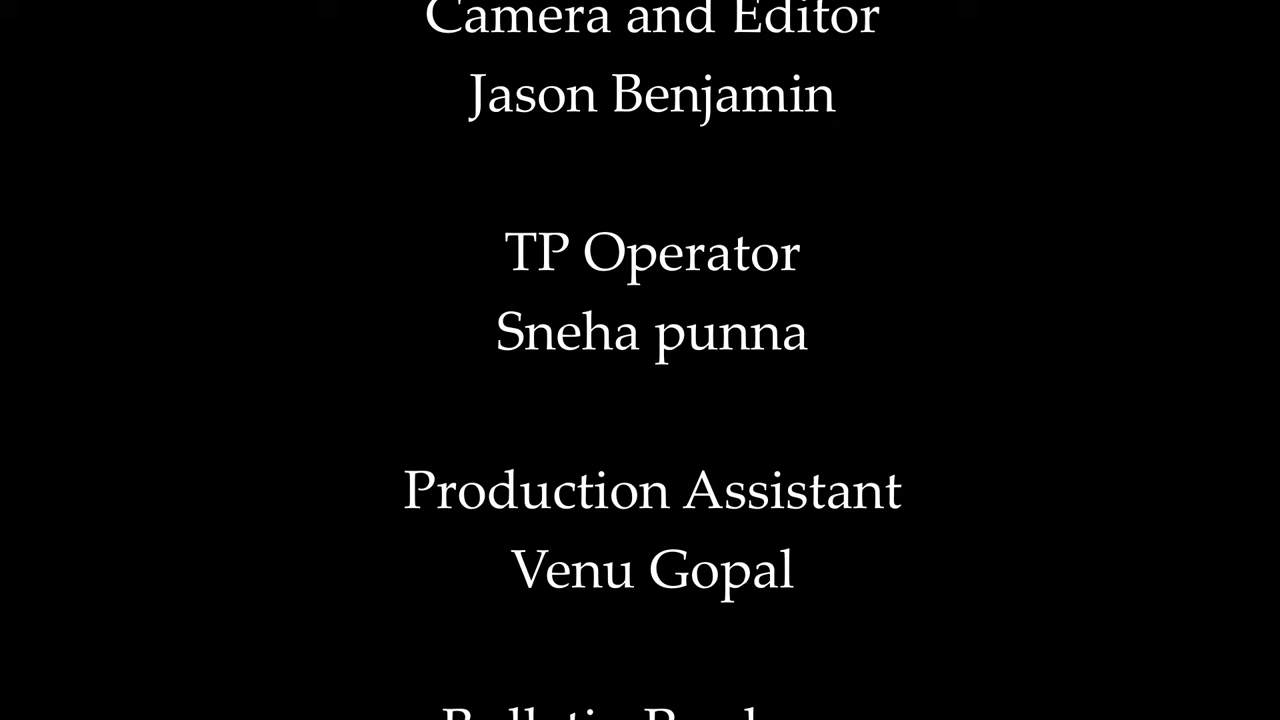 Camera and Editor
Jason Benjamin
TP Operator
Sneha punna
Production Assistant
Venu Gopal